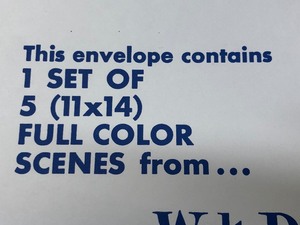 This envelope contains
1 SET OF
5 (11x14)
FULL COLOR
SCENES from...